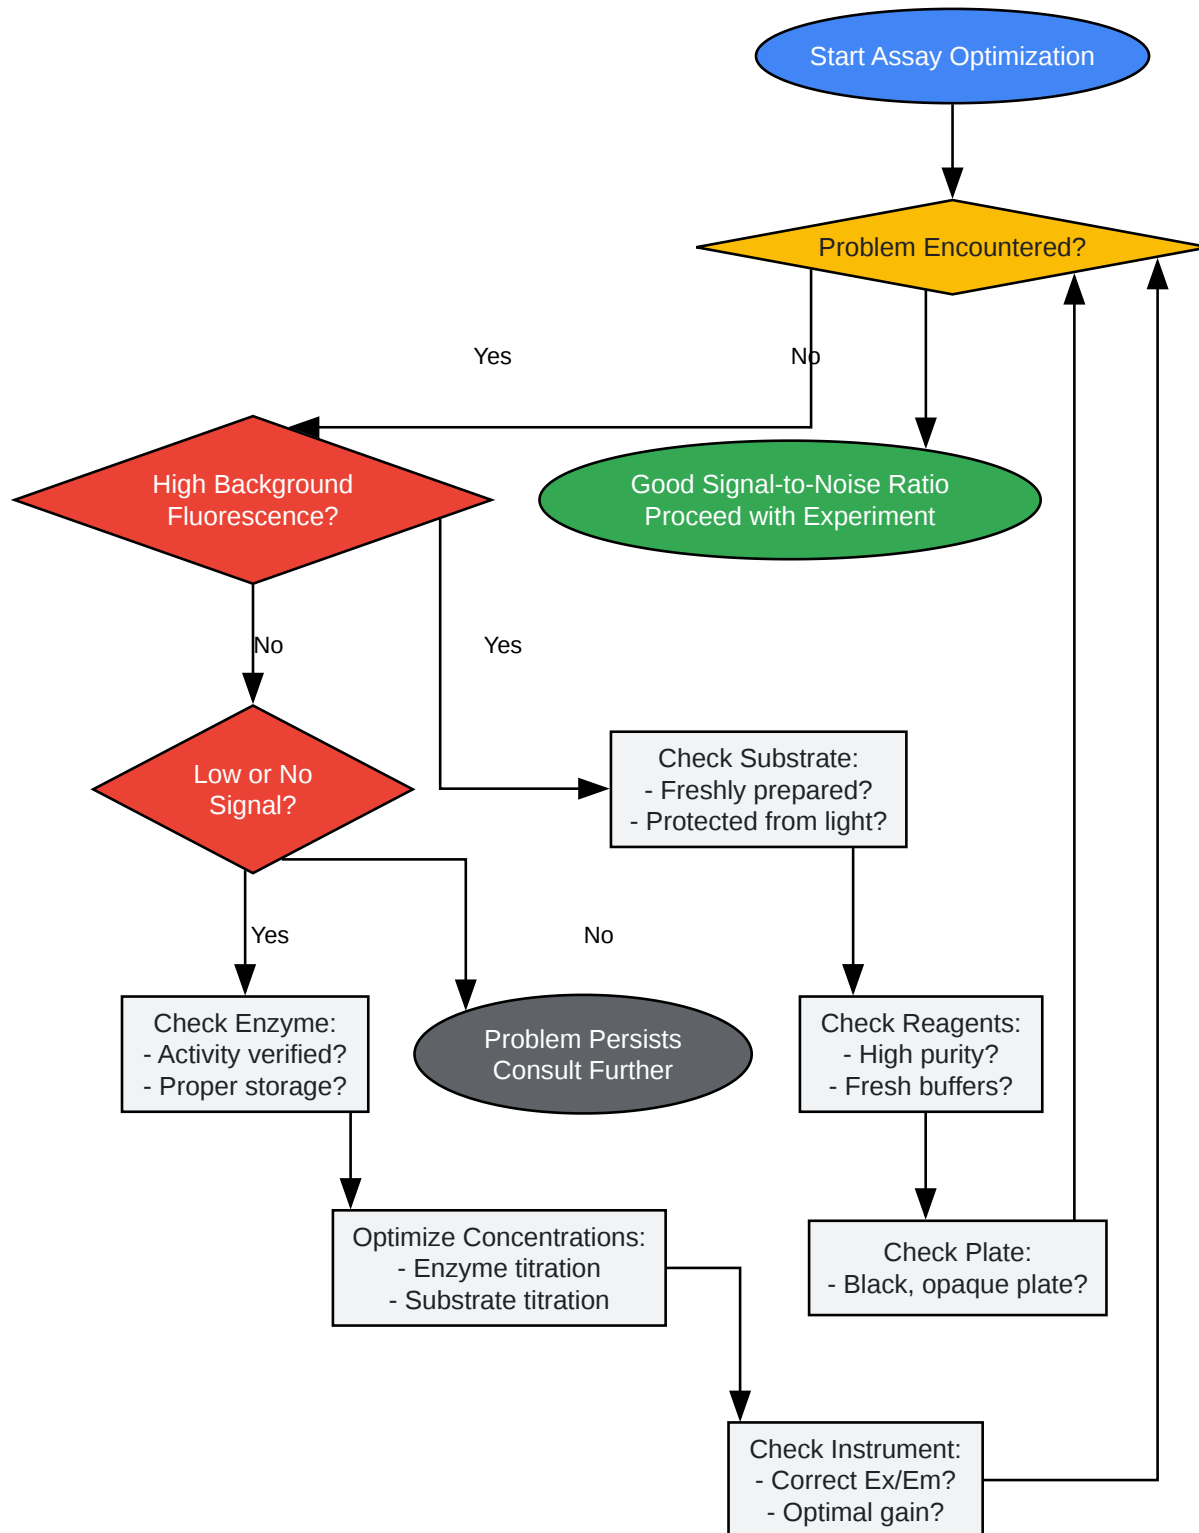 Start Assay Optimization
Problem Encountered?
Yes
No
High Background
Fluorescence?
Good Signal-to-Noise Ratio
Proceed with Experiment
No
Yes
Low or No
Signal?
Check Substrate:
- Freshly prepared?
- Protected from light?
Yes
No
Check Enzyme:
- Activity verified?
- Proper storage?
Problem Persists
Consult Further
Check Reagents:
- High purity?
- Fresh buffers?
Optimize Concentrations:
- Enzyme titration
- Substrate titration
Check Plate:
- Black, opaque plate?
Check Instrument:
- Correct Ex/Em?
- Optimal gain?